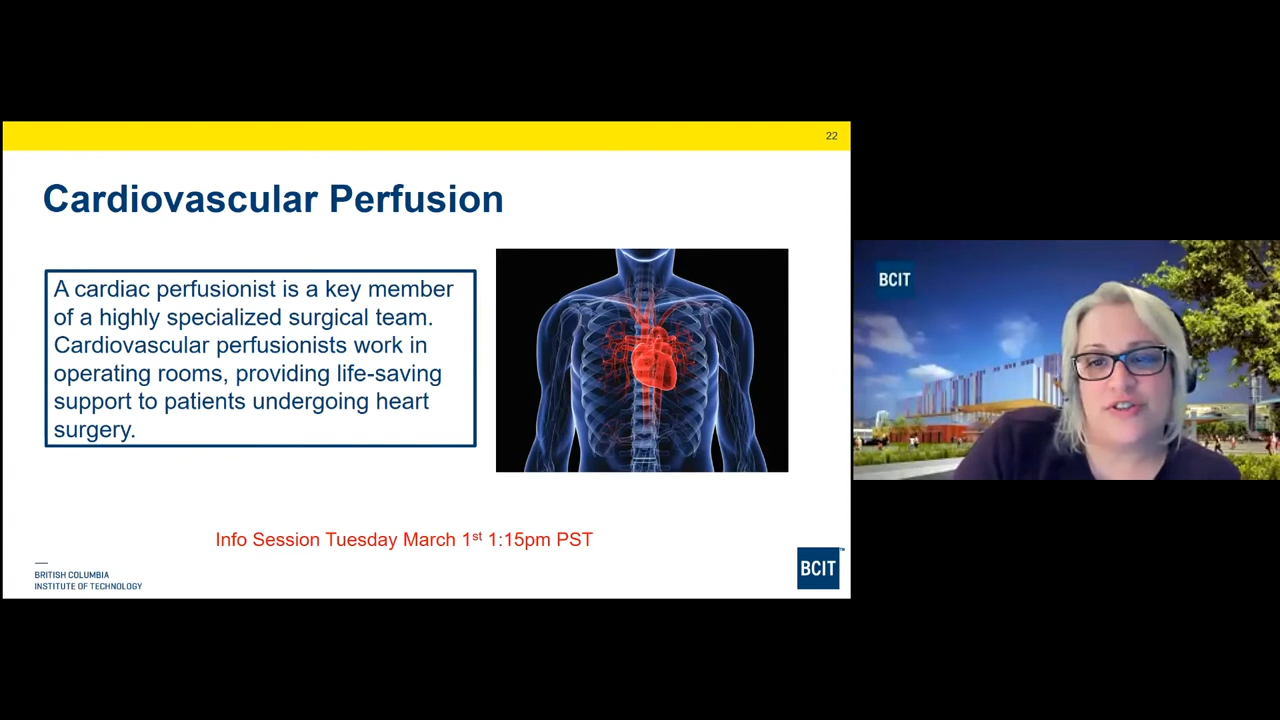 22
Cardiovascular Perfusion
A cardiac perfusionist is a key member
of a highly specialized surgical team.
Cardiovascular perfusionists work in
operating rooms, providing life-saving
support to patients undergoing heart
surgery.
Info Session Tuesday March 1st 1:15pm PST
BRITISH COLUMBIA
INSTITUTE OF TECHNOLOGY
BCIT™
BCIT